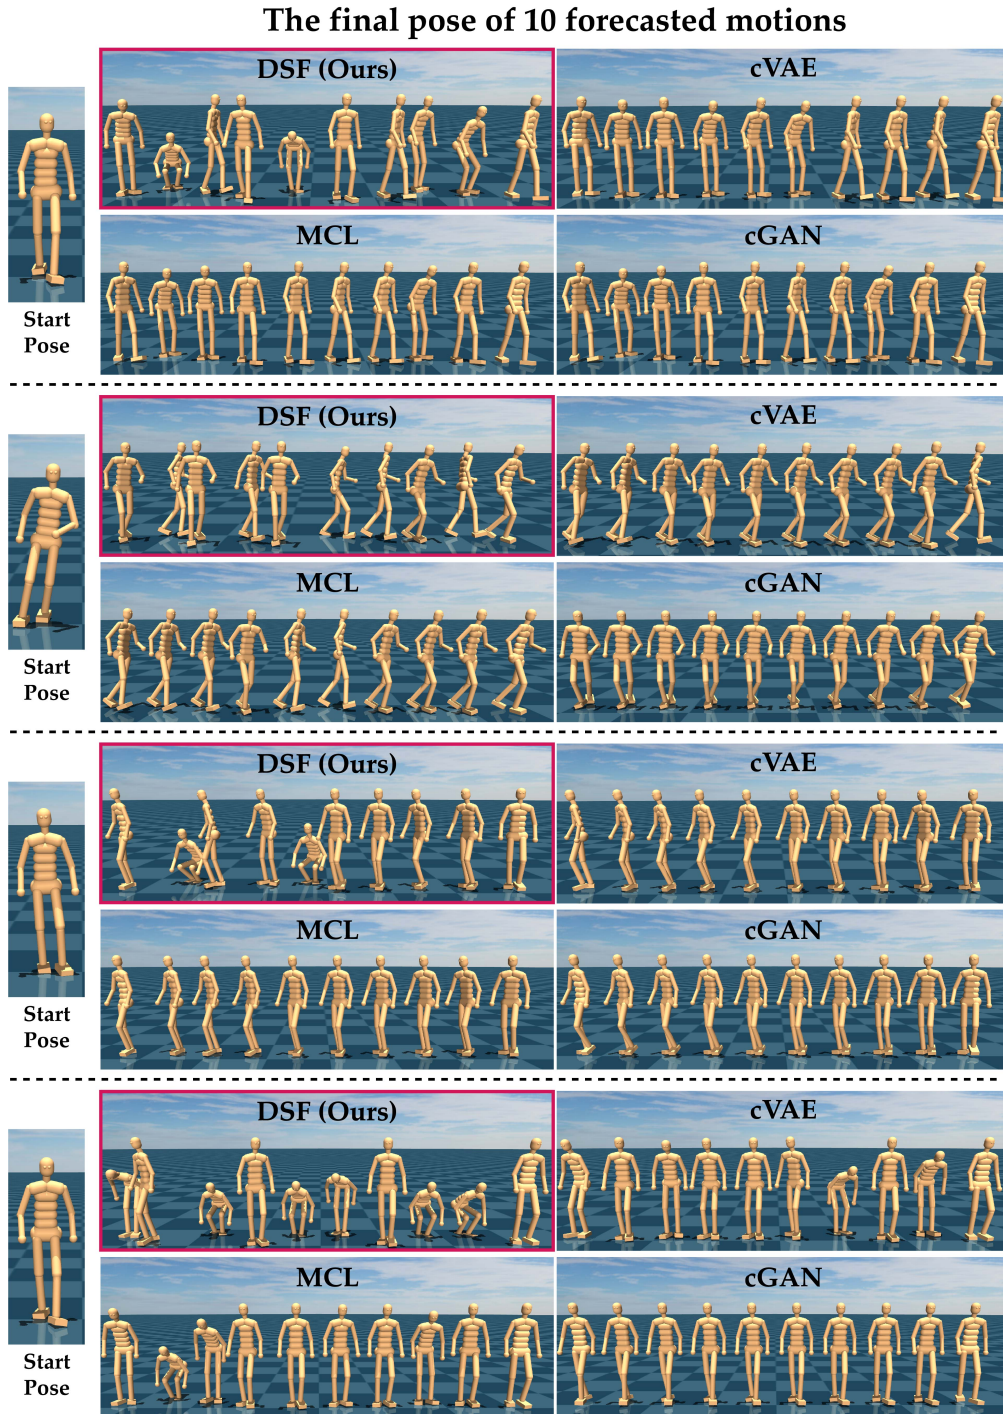 The final pose of 10 forecasted motions
DSF (Ours)
cVAE
MCL
cGAN
Start
Pose
DSF (Ours)
cVAE
MCL
cGAN
Start
Pose
DSF (Ours)
cVAE
MCL
cGAN
Start
Pose
DSF (Ours)
cVAE
MCL
cGAN
Start
Pose